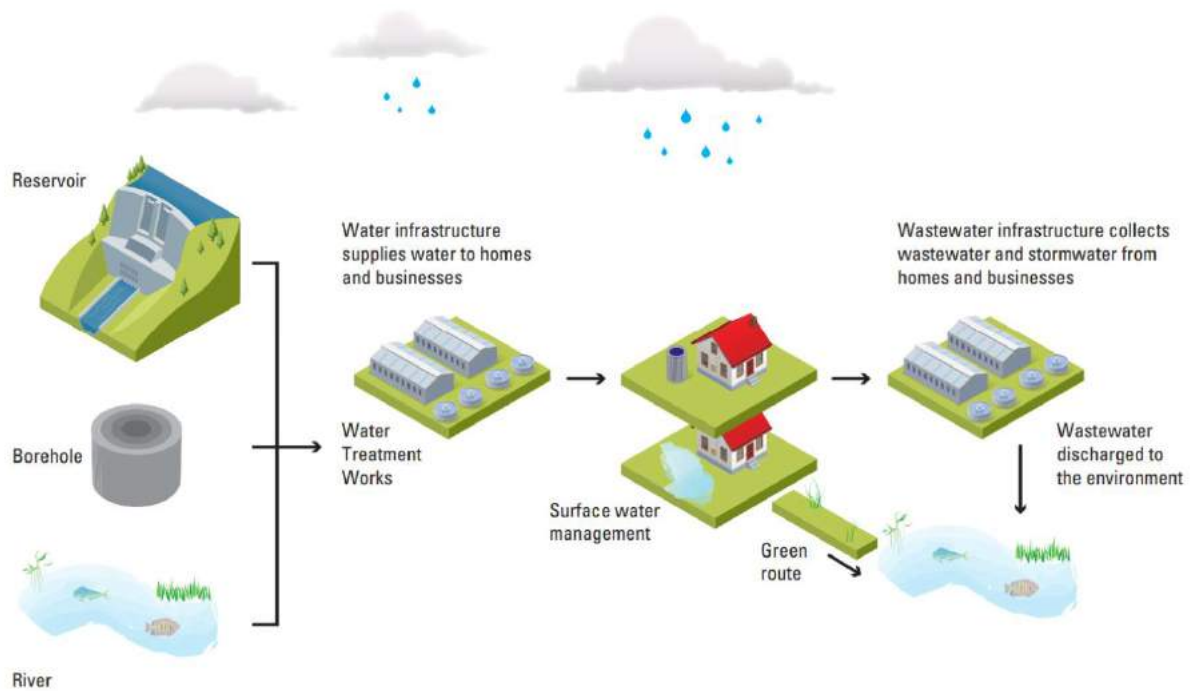 Reservoir
Water infrastructure
supplies water to homes
and businesses
Wastewater infrastructure collects
wastewater and stormwater from
homes and businesses
Borehole
Water
Treatment
Works
Wastewater
discharged to
the environment
Surface water
management
Green
route
River